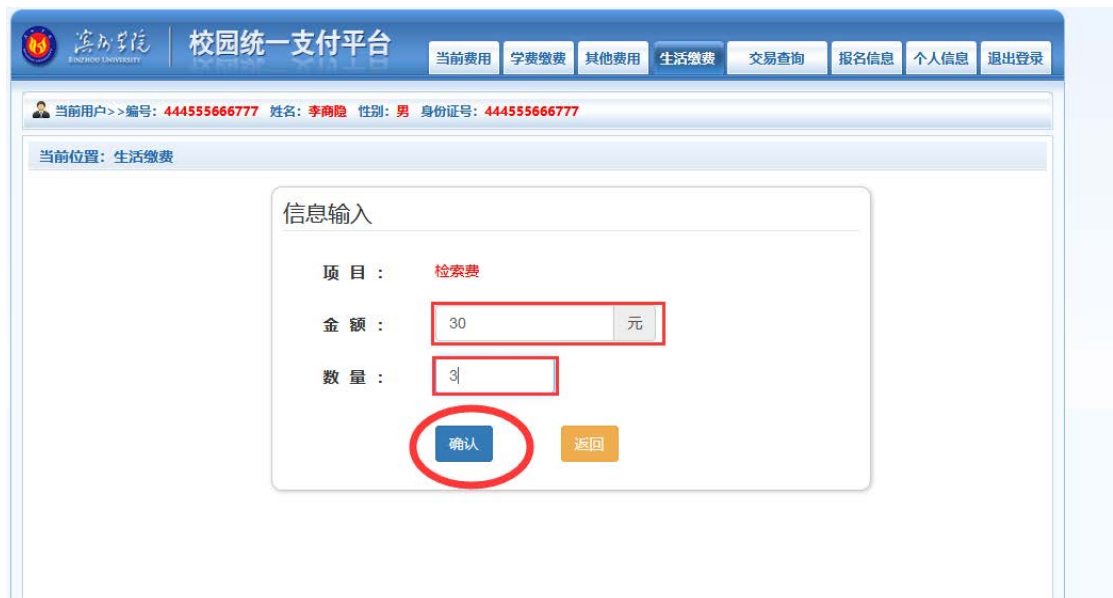 滨州学院
BINZHOU UNIVERSITY
校园统一支付平台
当前费用 学费缴费 其他费用 生活缴费 交易查询 报名信息 个人信息 退出登录
当前用户>>编号：444555666777 姓名：李商隐 性别：男 身份证号：444555666777
当前位置：生活缴费
信息输入
项 目 ： 检索费
金 额 ： 30 元
数 量 ： 3
确认 返回